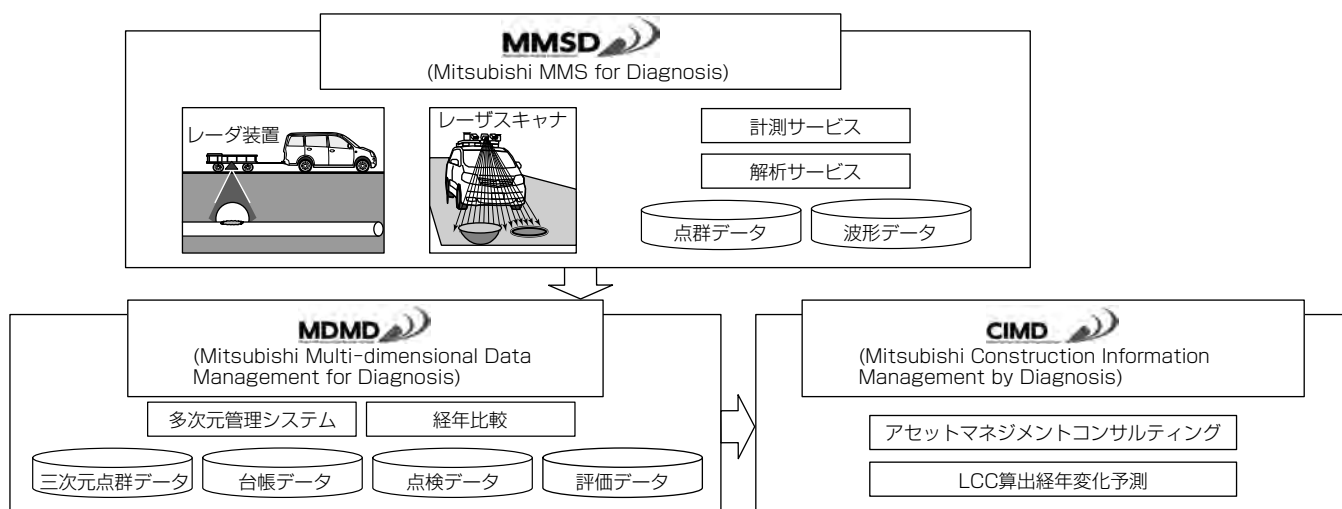 MMSD
(Mitsubishi MMS for Diagnosis)
レーダ装置
レーザスキャナ
計測サービス
解析サービス
点群データ
波形データ
MDMD
(Mitsubishi Multi-dimensional Data
Management for Diagnosis)
多次元管理システム
経年比較
三次元点群データ
台帳データ
点検データ
評価データ
CIMD
(Mitsubishi Construction Information
Management by Diagnosis)
アセットマネジメントコンサルティング
LCC算出経年変化予測